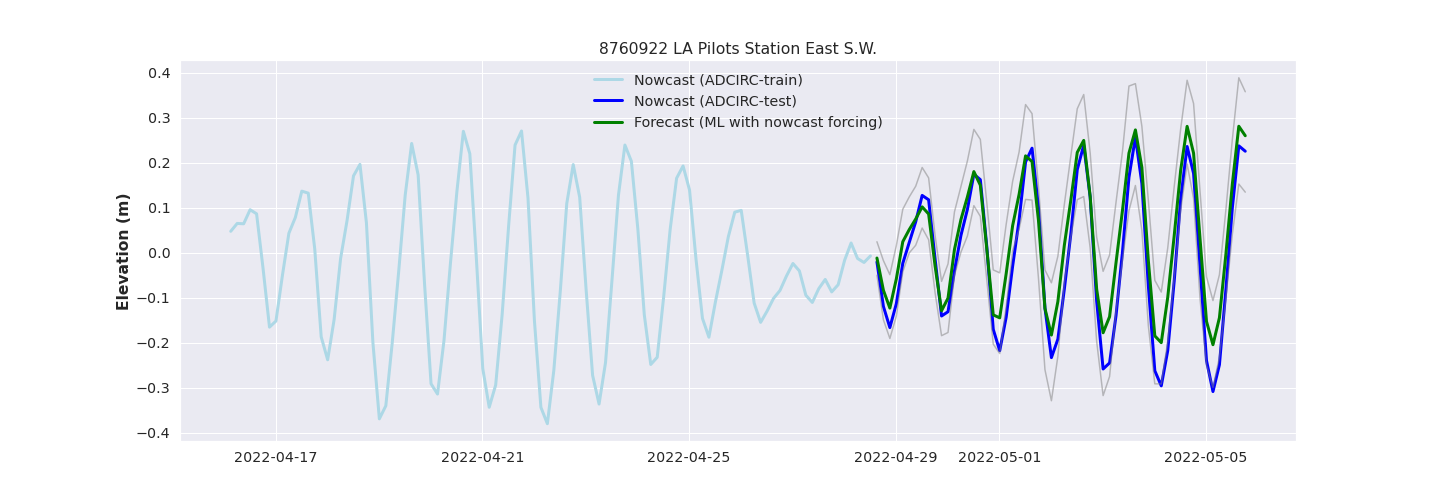 8760922 LA Pilots Station East S.W.
Nowcast (ADCIRC-train)
Nowcast (ADCIRC-test)
Forecast (ML with nowcast forcing)
Elevation (m)
0.4
0.3
0.2
0.1
0.0
−0.1
−0.2
−0.3
−0.4
2022-04-17 2022-04-21 2022-04-25 2022-04-29 2022-05-01 2022-05-05